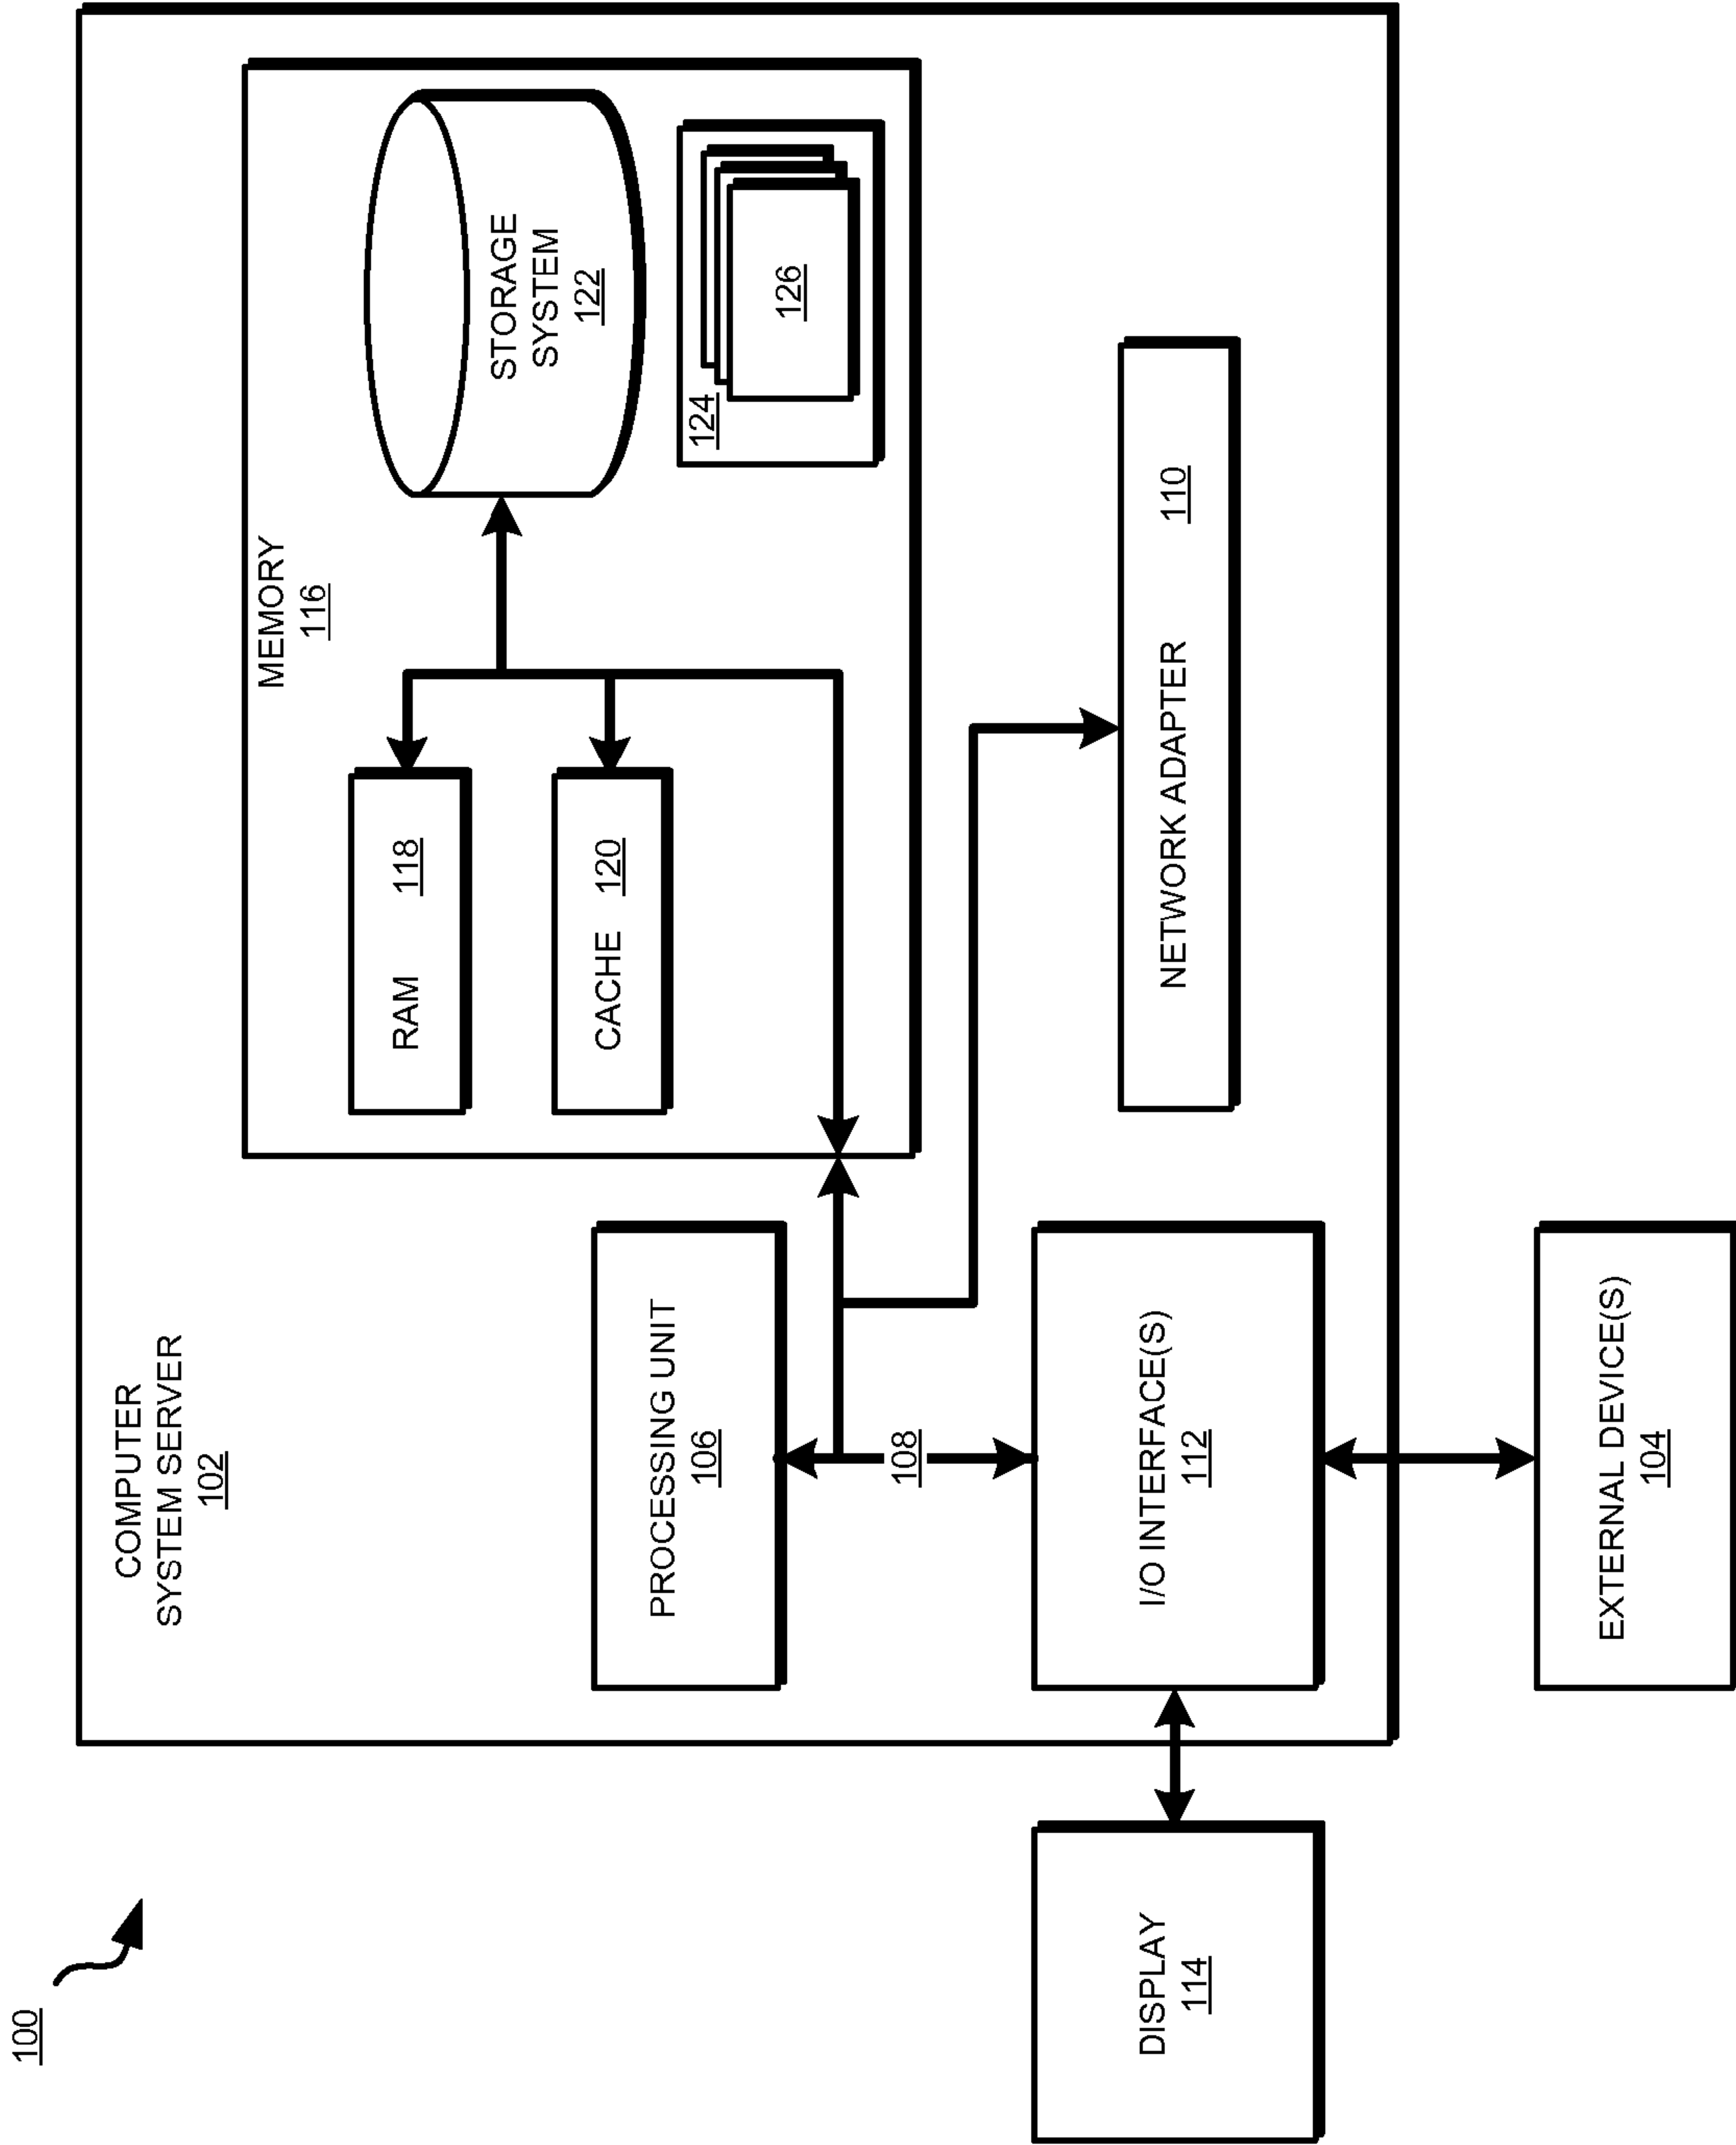 100
COMPUTER
SYSTEM SERVER
102
MEMORY
116
RAM 118
CACHE 120
STORAGE
SYSTEM
122
124
126
PROCESSING UNIT
106
108
DISPLAY
114
I/O INTERFACE(S)
112
NETWORK ADAPTER 110
EXTERNAL DEVICE(S)
104